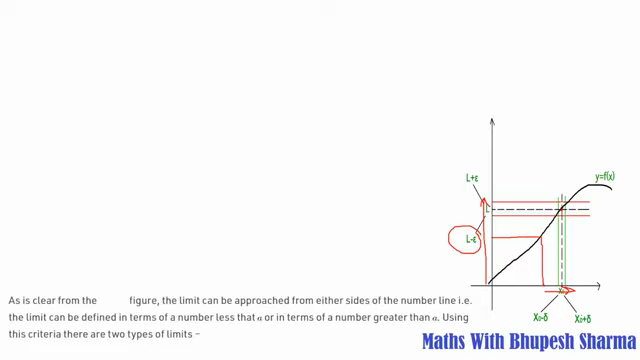 L+ε
y=f(x)
L
L-ε
As is clear from the figure, the limit can be approached from either sides of the number line i.e.
the limit can be defined in terms of a number less that a or in terms of a number greater than a. Using
this criteria there are two types of limits –
X₀-δ
X₀+δ
Maths With Bhupesh Sharma